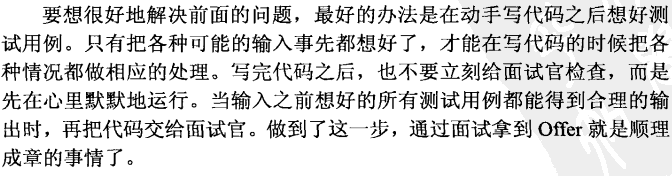 要想很好地解决前面的问题，最好的办法是在动手写代码之后想好测
试用例。只有把各种可能的输入事先都想好了，才能在写代码的时候把各
种情况都做相应的处理。写完代码之后，也不要立刻给面试官检查，而是
先在心里默默地运行。当输入之前想好的所有测试用例都能得到合理的输
出时，再把代码交给面试官。做到了这一步，通过面试拿到 Offer 就是顺理
成章的事情了。